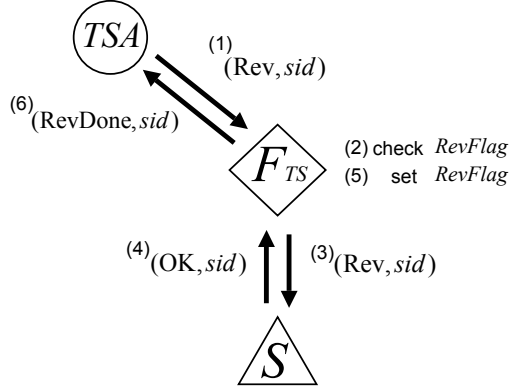 TSA
(1)
(Rev, sid)
(6)
(RevDone, sid)
F TS
(2) check RevFlag
(5) set RevFlag
(4) (OK, sid)
(3) (Rev, sid)
S